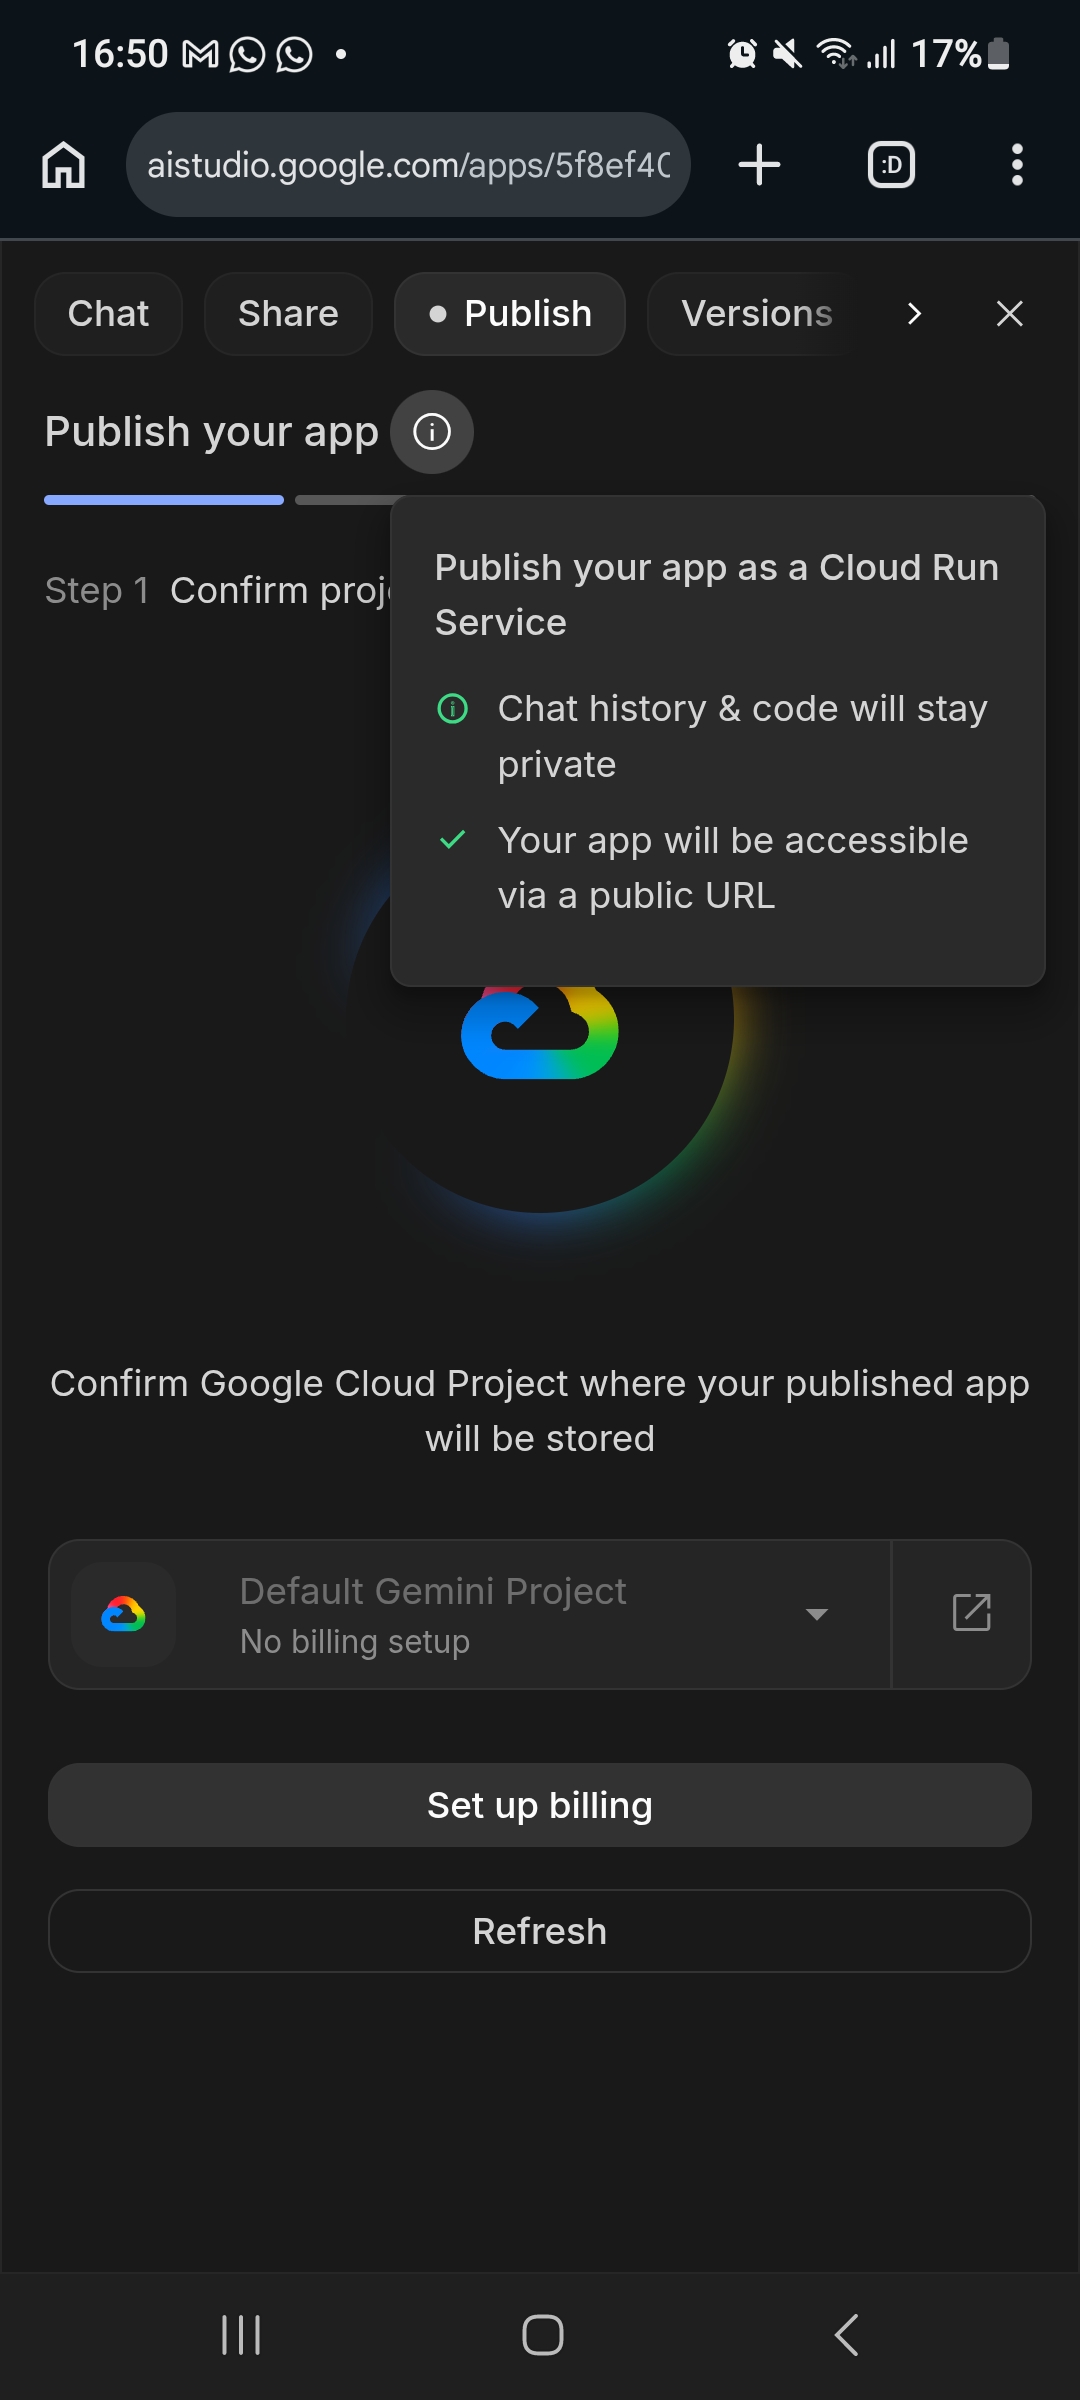 16:50
17%
aistudio.google.com/apps/5f8ef4
:D
Chat
Share
Publish
Versions
Publish your app
Publish your app as a Cloud Run
Service
Step 1 Confirm proj
Chat history & code will stay
private
Your app will be accessible
via a public URL
Confirm Google Cloud Project where your published app
will be stored
Default Gemini Project
No billing setup
Set up billing
Refresh